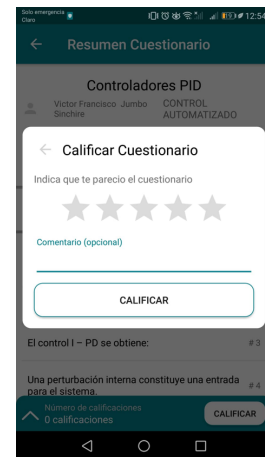 Solo emergencia
Claro
12:54
Resumen Cuestionario
Controladores PID
Victor Francisco Jumbo
Sinchire
CONTROL
AUTOMATIZADO
Calificar Cuestionario
Indica que te parecio el cuestionario
Comentario (opcional)
CALIFICAR
El control I – PD se obtiene:
# 3
Una perturbación interna constituye una entrada
para el sistema.
# 4
Número de calificaciones
0 calificaciones
CALIFICAR